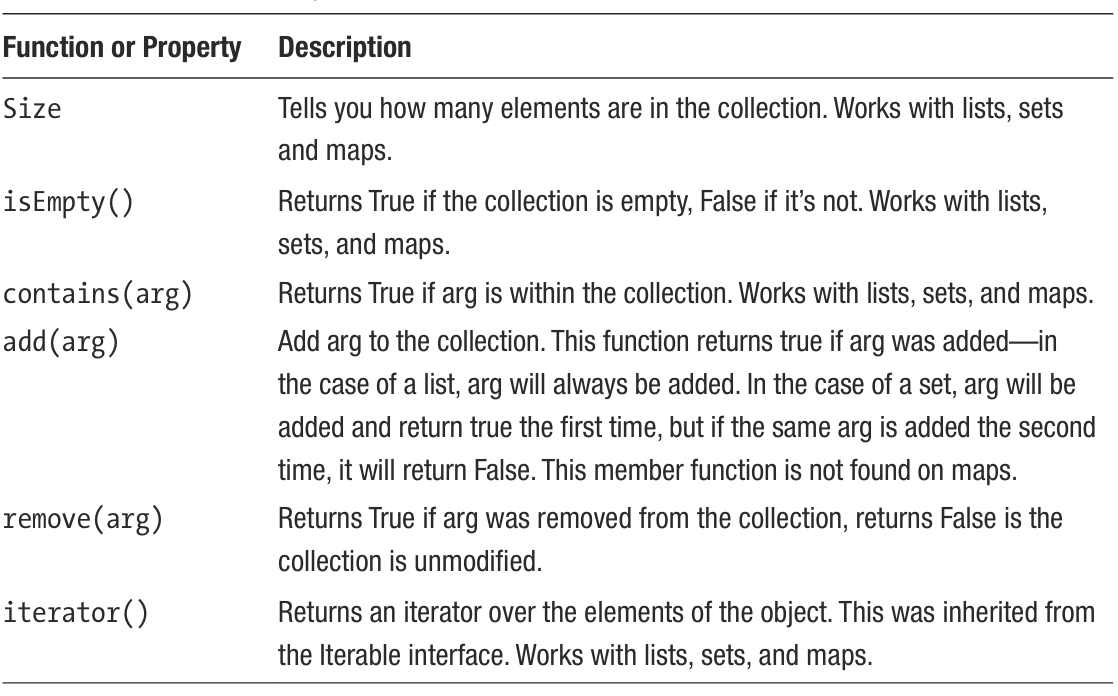 Function or Property Description
Size Tells you how many elements are in the collection. Works with lists, sets
and maps.
isEmpty() Returns True if the collection is empty, False if it’s not. Works with lists,
sets, and maps.
contains(arg) Returns True if arg is within the collection. Works with lists, sets, and maps.
add(arg) Add arg to the collection. This function returns true if arg was added—in
the case of a list, arg will always be added. In the case of a set, arg will be
added and return true the first time, but if the same arg is added the second
time, it will return False. This member function is not found on maps.
remove(arg) Returns True if arg was removed from the collection, returns False is the
collection is unmodified.
iterator() Returns an iterator over the elements of the object. This was inherited from
the Iterable interface. Works with lists, sets, and maps.